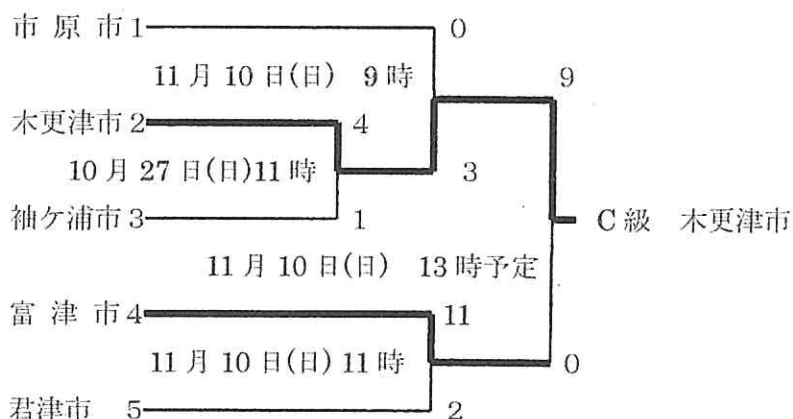 市原市 1 0
11月10日(日) 9時 9
木更津市 2 4
10月27日(日)11時 3
袖ケ浦市 3 1 C級 木更津市
11月10日(日) 13時予定
富津市 4 11
11月10日(日) 11時 0
君津市 5 2